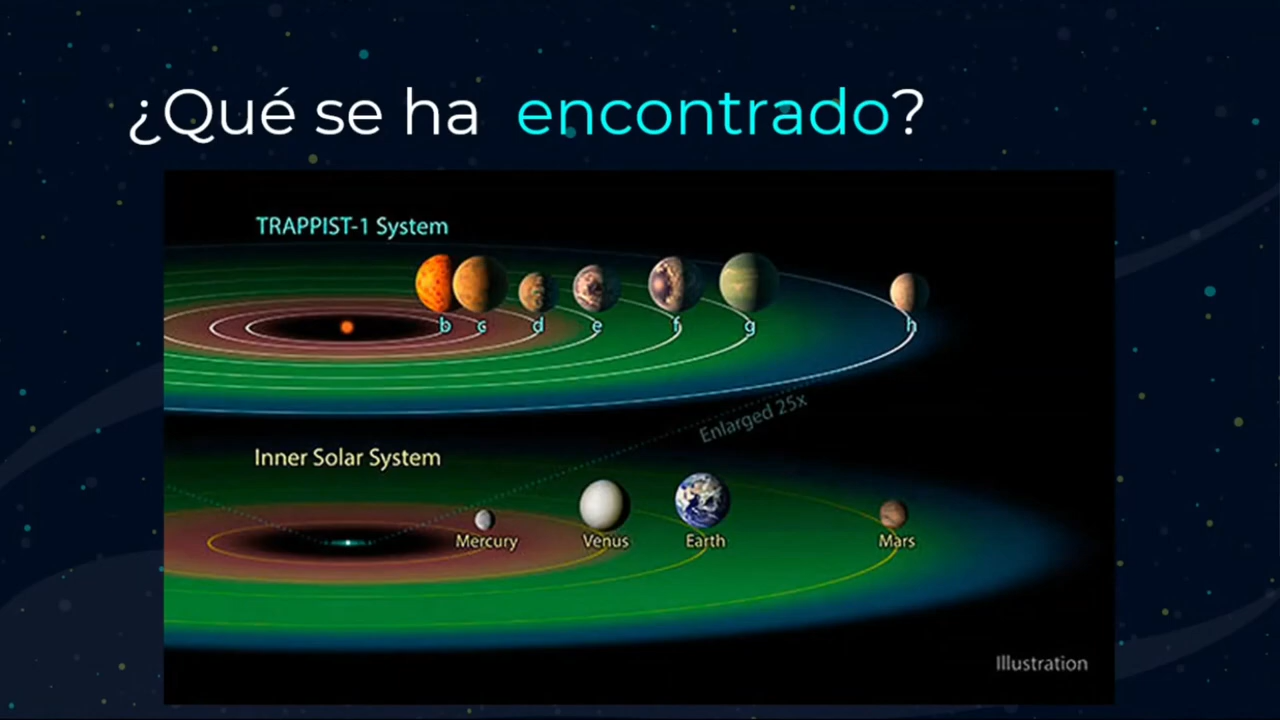 ¿Qué se ha encontrado?
TRAPPIST-1 System
b c d e f g h
Enlarged 25x
Inner Solar System
Mercury Venus Earth Mars
Illustration